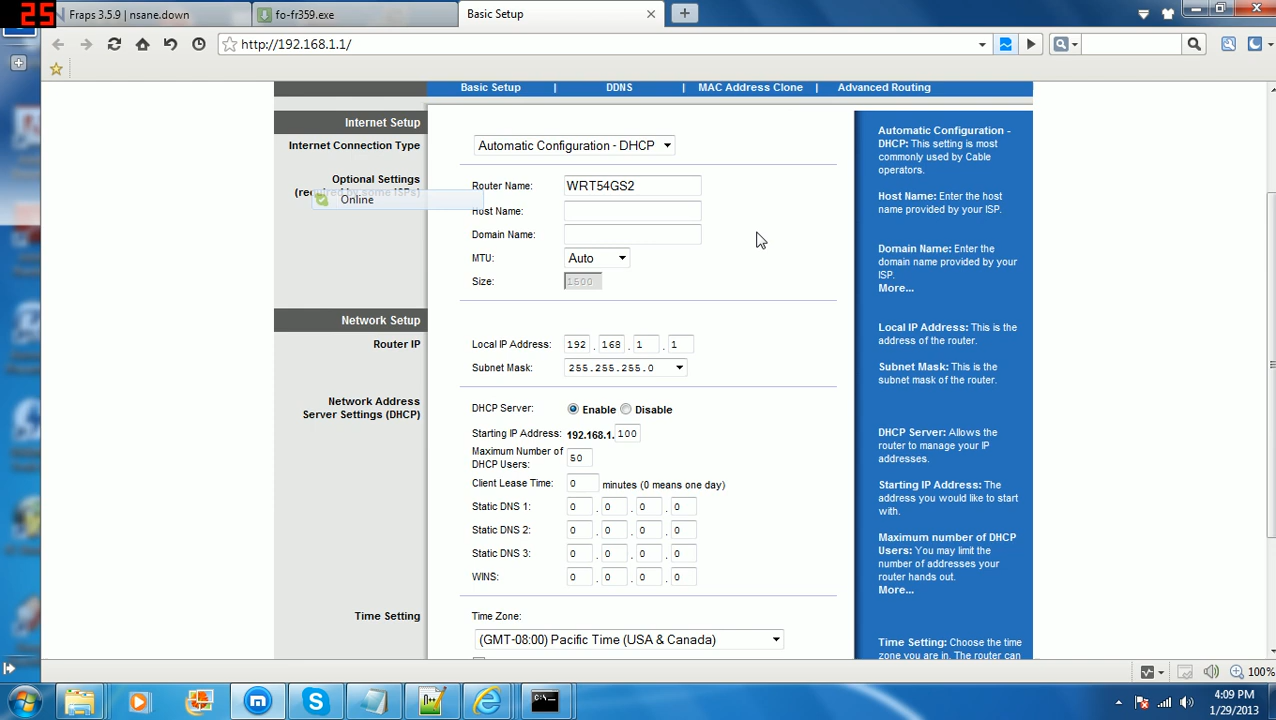 25
Fraps 3.5.9 | nsane.down
fo-fr359.exe
Basic Setup
http://192.168.1.1/
Basic Setup | DDNS | MAC Address Clone | Advanced Routing
Internet Setup
Internet Connection Type
Automatic Configuration - DHCP
Optional Settings
(required by some ISPs)
Online
Router Name: WRT54GS2
Host Name:
Domain Name:
MTU: Auto
Size: 1500
Network Setup
Router IP
Local IP Address: 192 . 168 . 1 . 1
Subnet Mask: 255.255.255.0
Network Address
Server Settings (DHCP)
DHCP Server: Enable Disable
Starting IP Address: 192.168.1. 100
Maximum Number of
DHCP Users: 50
Client Lease Time: 0 minutes (0 means one day)
Static DNS 1: 0 . 0 . 0 . 0
Static DNS 2: 0 . 0 . 0 . 0
Static DNS 3: 0 . 0 . 0 . 0
WINS: 0 . 0 . 0 . 0
Time Setting
Time Zone:
(GMT-08:00) Pacific Time (USA & Canada)
Automatic Configuration -
DHCP: This setting is most
commonly used by Cable
operators.
Host Name: Enter the host
name provided by your ISP.
Domain Name: Enter the
domain name provided by your
ISP.
More...
Local IP Address: This is the
address of the router.
Subnet Mask: This is the
subnet mask of the router.
DHCP Server: Allows the
router to manage your IP
addresses.
Starting IP Address: The
address you would like to start
with.
Maximum number of DHCP
Users: You may limit the
number of addresses your
router hands out.
More...
Time Setting: Choose the time
zone you are in. The router can
100%
4:09 PM
1/29/2013